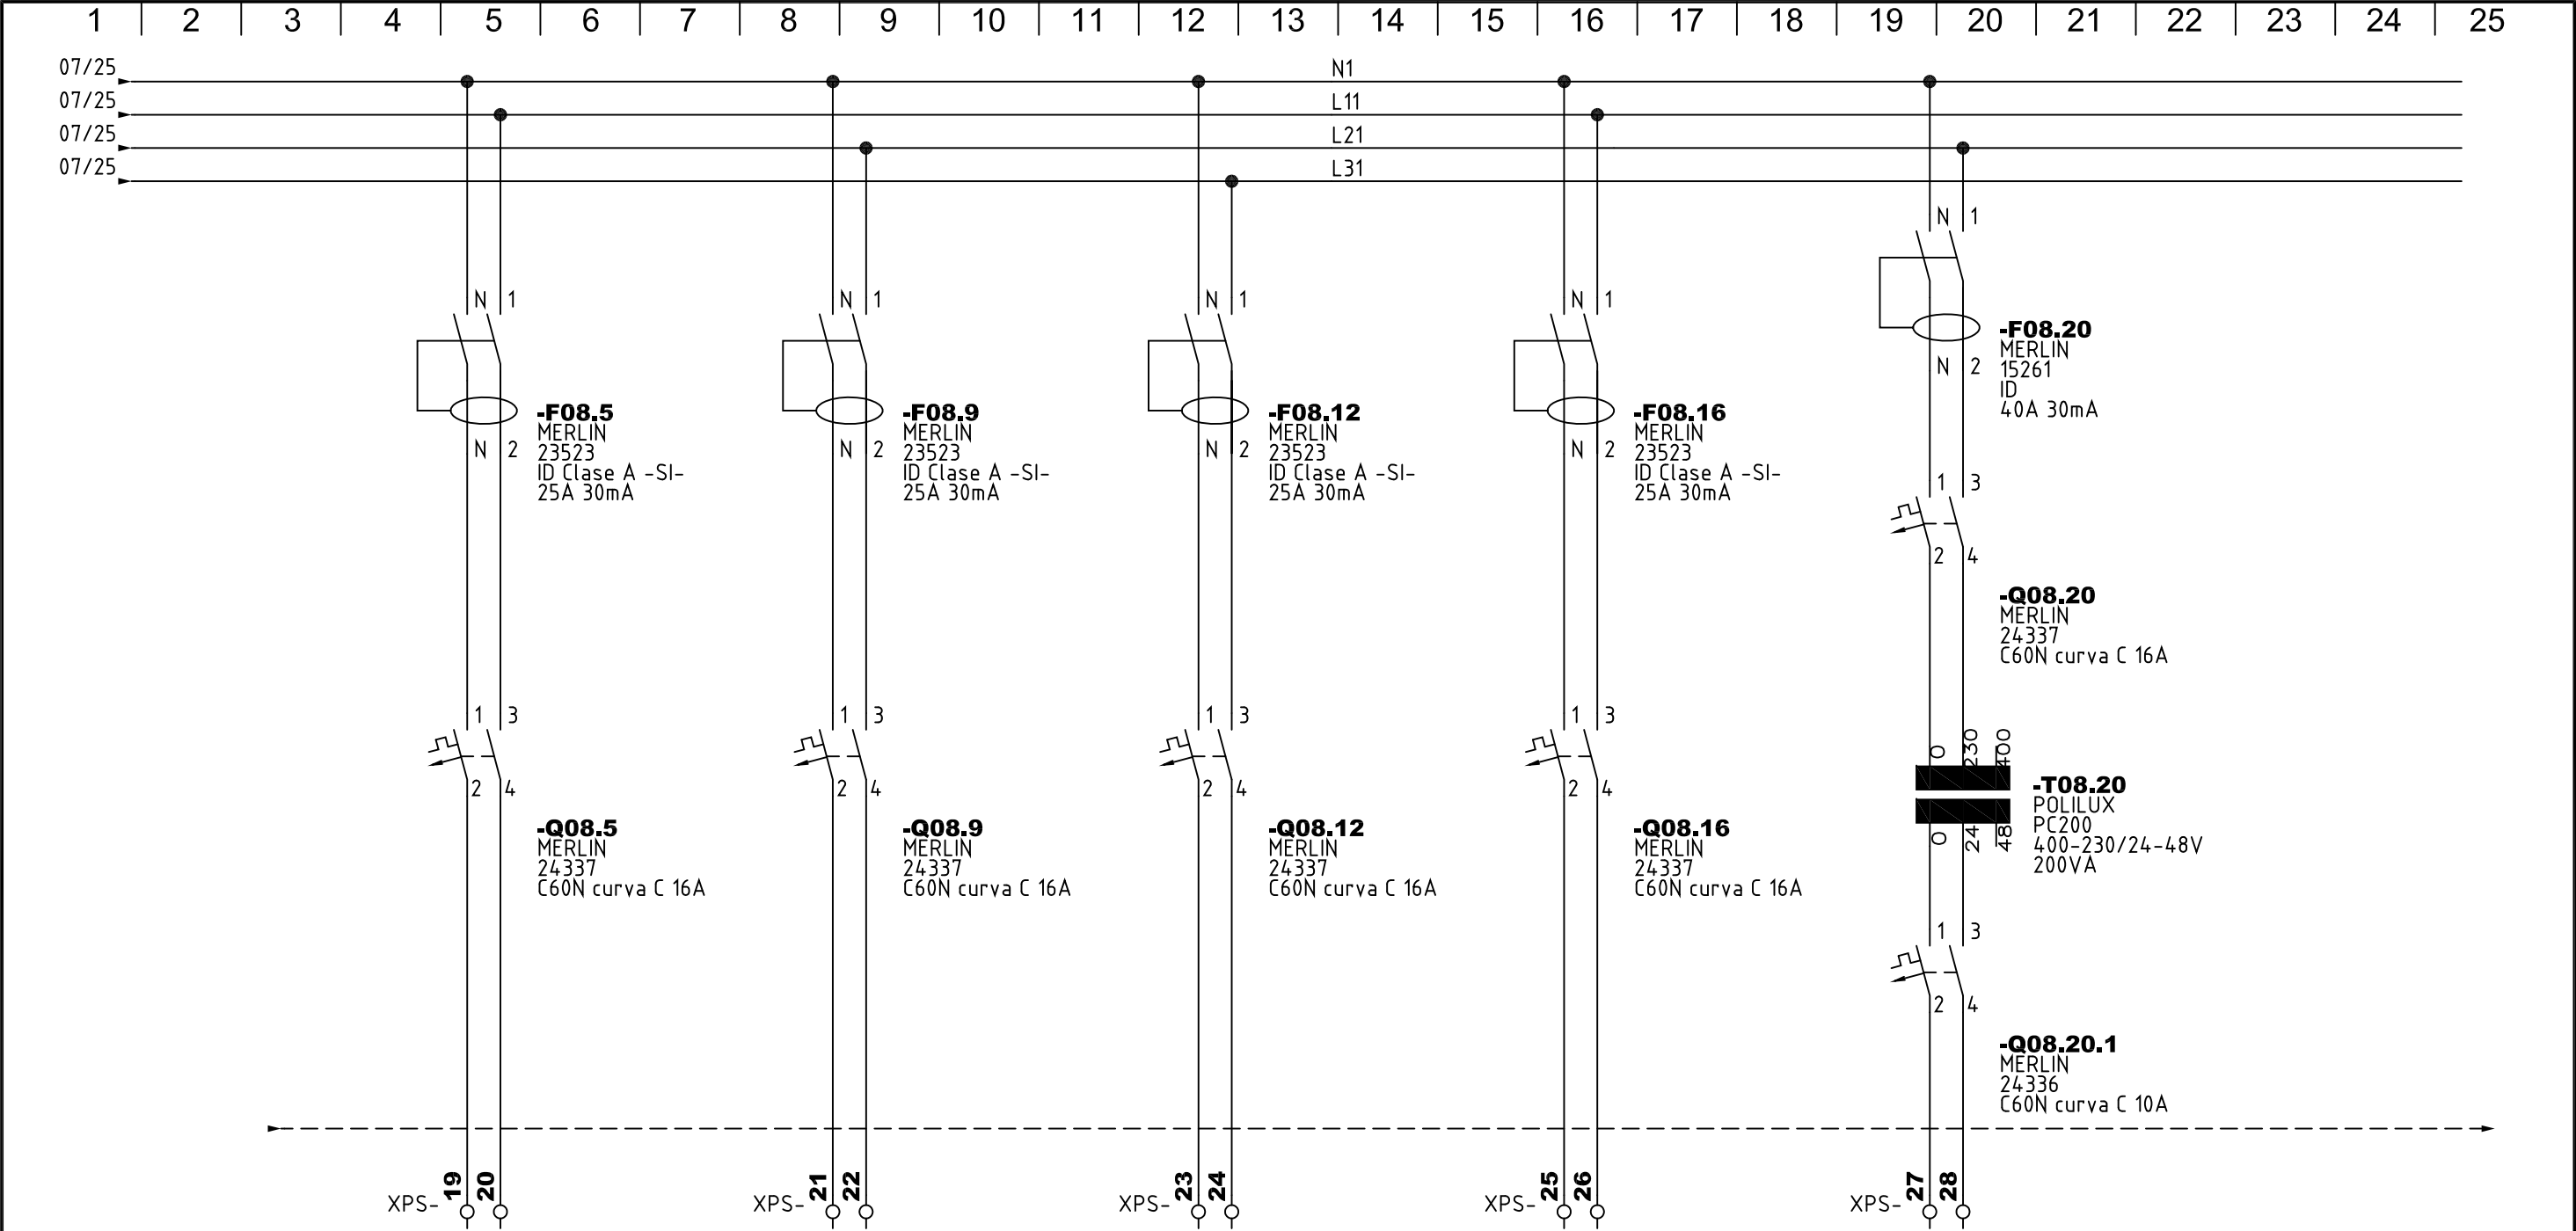 1 2 3 4 5 6 7 8 9 10 11 12 13 14 15 16 17 18 19 20 21 22 23 24 25
07/25 N1
07/25 L11
07/25 L21
07/25 L31
N 1
N 1 N 1 N 1 N 1
-F08.20
MERLIN
N 2 15261
ID
40A 30mA
-F08.5
MERLIN
N 2 23523
ID Clase A -SI-
25A 30mA
-F08.9
MERLIN
N 2 23523
ID Clase A -SI-
25A 30mA
-F08.12
MERLIN
N 2 23523
ID Clase A -SI-
25A 30mA
-F08.16
MERLIN
N 2 23523
ID Clase A -SI-
25A 30mA
1 3
2 4
-Q08.20
MERLIN
24337
C60N curva C 16A
1 3 1 3 1 3 1 3
2 4 2 4 2 4 2 4
0 230 400
-T08.20
POLILUX
PC200
400-230/24-48V
200VA
0 24 48
-Q08.5
MERLIN
24337
C60N curva C 16A
-Q08.9
MERLIN
24337
C60N curva C 16A
-Q08.12
MERLIN
24337
C60N curva C 16A
-Q08.16
MERLIN
24337
C60N curva C 16A
1 3
2 4
-Q08.20.1
MERLIN
24336
C60N curva C 10A
XPS- 19 20 XPS- 21 22 XPS- 23 24 XPS- 25 26 XPS- 27 28